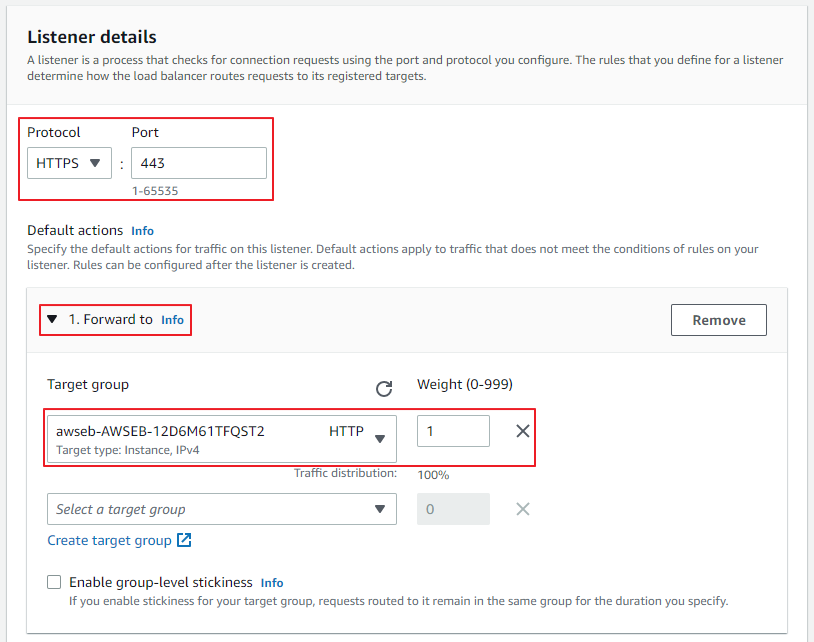 Listener details
A listener is a process that checks for connection requests using the port and protocol you configure. The rules that you define for a listener
determine how the load balancer routes requests to its registered targets.
Protocol Port
HTTPS : 443
1-65535
Default actions Info
Specify the default actions for traffic on this listener. Default actions apply to traffic that does not meet the conditions of rules on your
listener. Rules can be configured after the listener is created.
1. Forward to Info Remove
Target group Weight (0-999)
awseb-AWSEB-12D6M61TFQST2 HTTP 1
Target type: Instance, IPv4
Traffic distribution: 100%
Select a target group 0
Create target group
Enable group-level stickiness Info
If you enable stickiness for your target group, requests routed to it remain in the same group for the duration you specify.